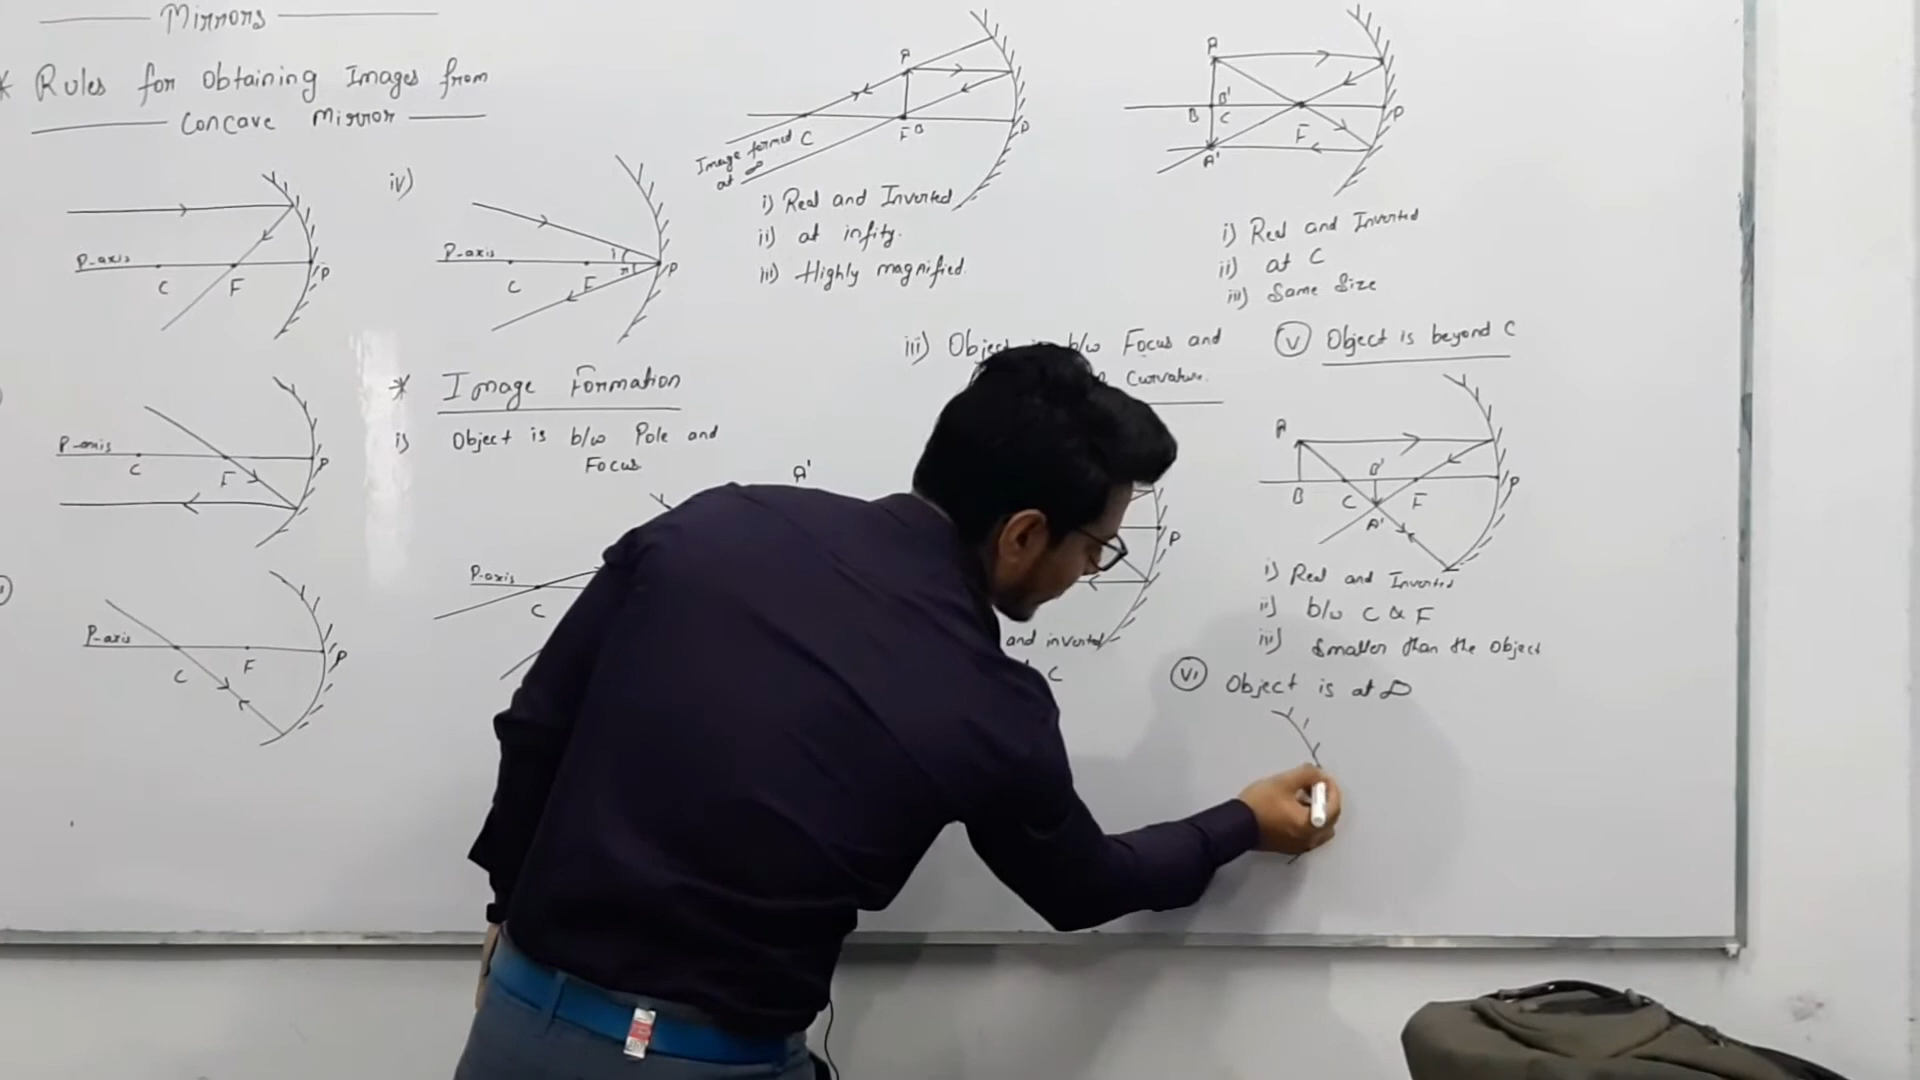 Mirrors
* Rules for obtaining Images from
Concave mirror
P-axis
C
F
P
P-axis
C
F
P
P-axis
C
F
P
iv)
P-axis
i
r
C
F
P
* Image Formation
i) Object is b/w Pole and
Focus
A'
P-axis
C
A
C
F
B
P
Image formed
at ∞
i) Real and Inverted
ii) at infity.
iii) Highly magnified.
A
B
B'
C
F
P
A'
i) Real and Inverted
ii) at C
iii) Same Size
iii) Object b/w Focus and
Curvature.
P
and inverted
C
V Object is beyond C
A
B
C
B'
F
P
A'
i) Real and Inverted
ii) b/w C & F
iii) Smaller than the object
VI Object is at ∞